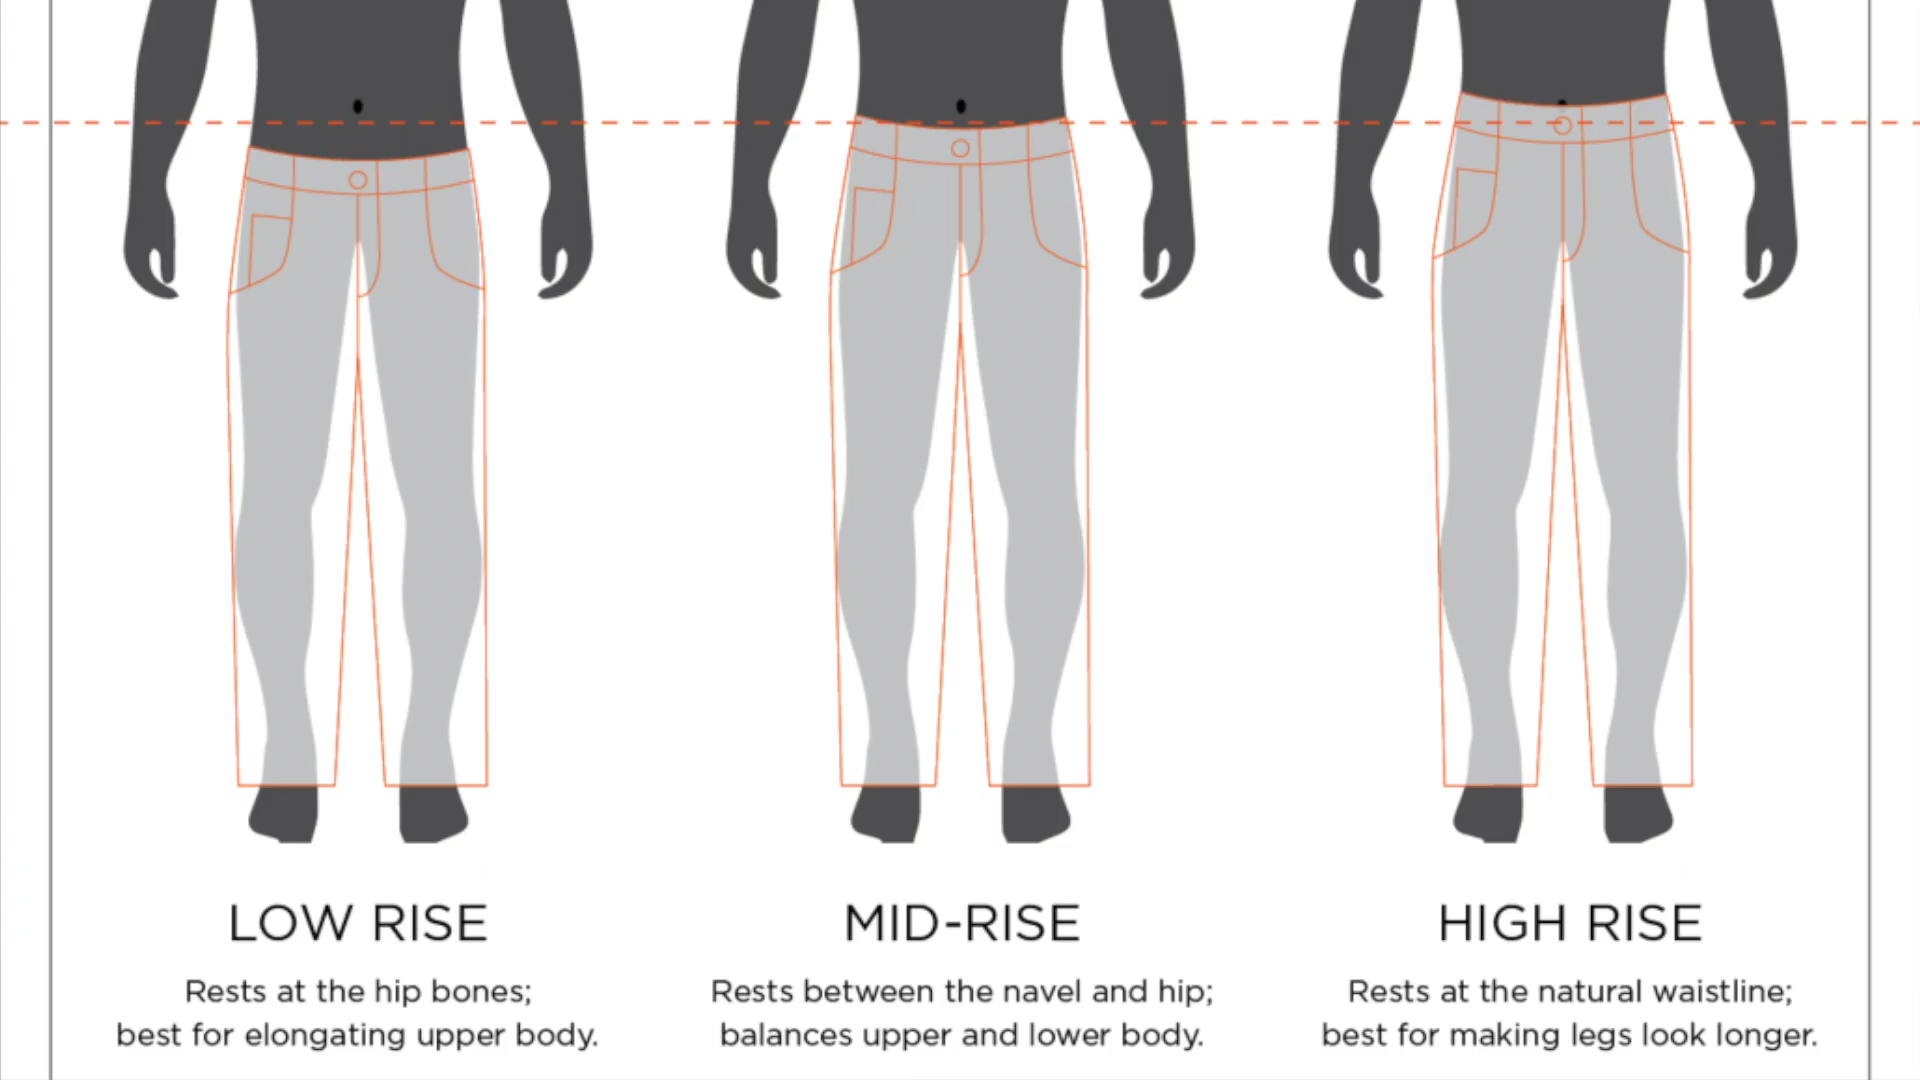 LOW RISE
Rests at the hip bones;
best for elongating upper body.
MID-RISE
Rests between the navel and hip;
balances upper and lower body.
HIGH RISE
Rests at the natural waistline;
best for making legs look longer.